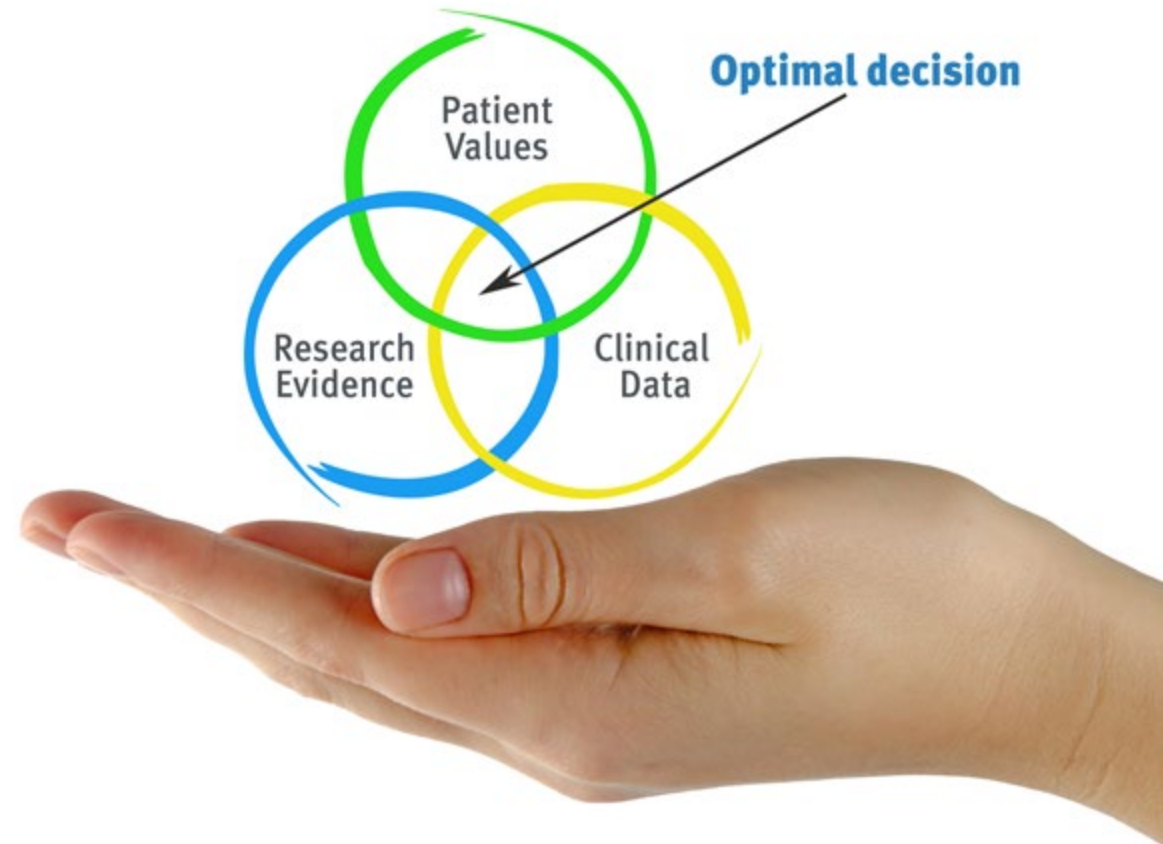 Patient
Values
Optimal decision
Research
Evidence
Clinical
Data